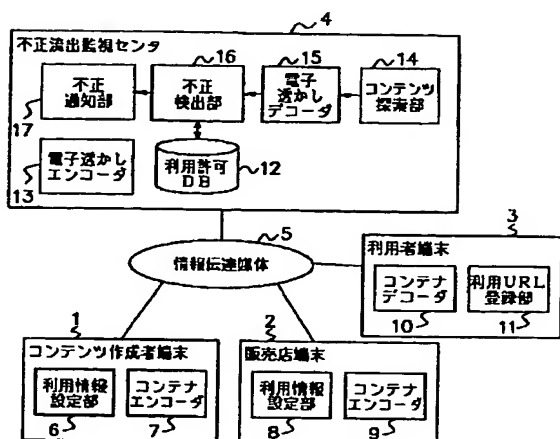 4
不正流出監視センタ
16
15
14
不正
通知部
不正
検出部
電子
透かし
デコーダ
コンテンツ
探索部
17
電子透かし
エンコーダ
13
利用許可
DB
12
5
情報伝達媒体
3
利用者端末
コンテナ
デコーダ
利用URL
登録部
10
11
1
コンテンツ作成者端末
利用情報
設定部
コンテナ
エンコーダ
6
7
2
販売店端末
利用情報
設定部
コンテナ
エンコーダ
8
9